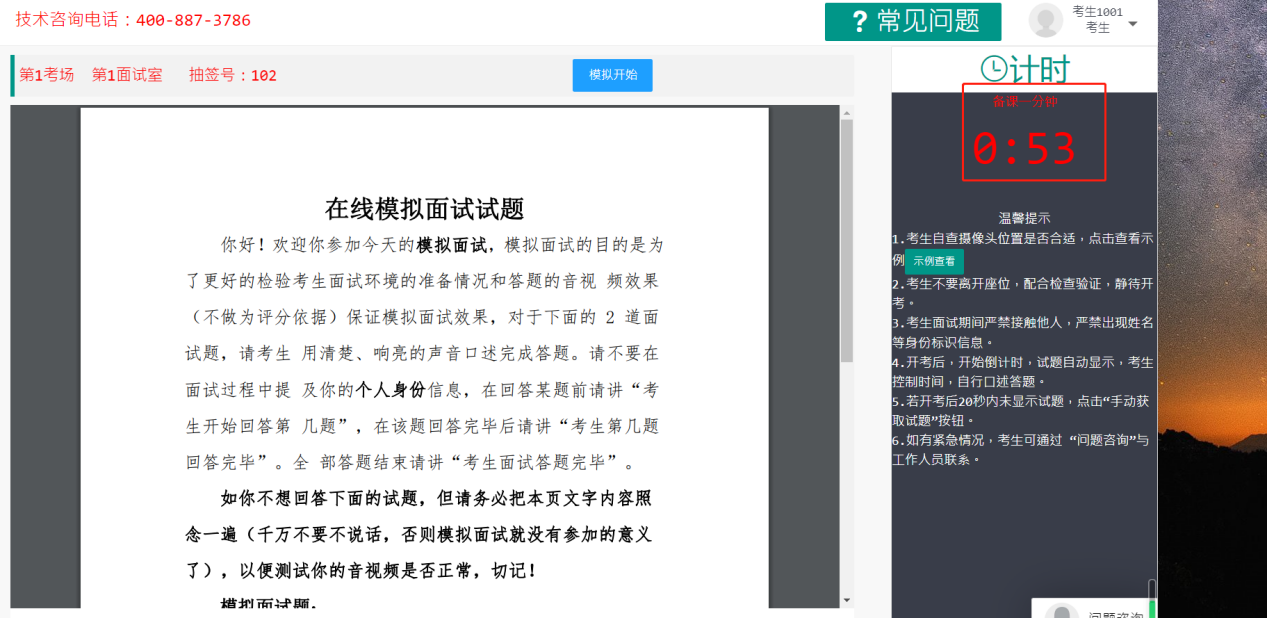 技术咨询电话：400-887-3786
? 常见问题
考生1001
考生
第1考场 第1面试室 抽签号：102
模拟开始
在线模拟面试试题
你好！欢迎你参加今天的模拟面试，模拟面试的目的是为
了更好的检验考生面试环境的准备情况和答题的音视 频效果
（不做为评分依据）保证模拟面试效果，对于下面的 2 道面
试题，请考生 用清楚、响亮的声音口述完成答题。请不要在
面试过程中提 及你的个人身份信息，在回答某题前请讲“考
生开始回答第 几题”，在该题回答完毕后请讲“考生第几题
回答完毕”。全 部答题结束请讲“考生面试答题完毕”。
如你不想回答下面的试题，但请务必把本页文字内容照
念一遍（千万不要不说话，否则模拟面试就没有参加的意义
了），以便测试你的音视频是否正常，切记！
模拟面试题：
计时
备课一分钟
0:53
温馨提示
1.考生自查摄像头位置是否合适，点击查看示
例 示例查看
2.考生不要离开座位，配合检查验证，静待开
考。
3.考生面试期间严禁接触他人，严禁出现姓名
等身份标识信息。
4.开考后，开始倒计时，试题自动显示，考生
控制时间，自行口述答题。
5.若开考后20秒内未显示试题，点击“手动获
取试题”按钮。
6.如有紧急情况，考生可通过 “问题咨询”与
工作人员联系。
问题咨询